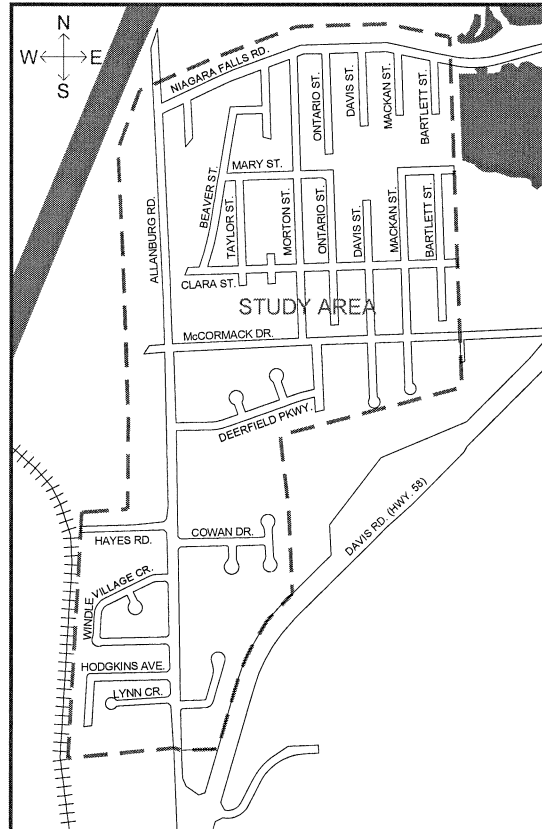 N
W E
S
NIAGARA FALLS RD.
ONTARIO ST.
DAVIS ST.
MACKAN ST.
BARTLETT ST.
MARY ST.
BEAVER ST.
ALLANBURG RD.
TAYLOR ST.
MORTON ST.
ONTARIO ST.
DAVIS ST.
MACKAN ST.
BARTLETT ST.
CLARA ST.
STUDY AREA
McCORMACK DR.
DEERFIELD PKWY.
DAVIS RD. (HWY. 58)
HAYES RD.
COWAN DR.
WINDLE VILLAGE CR.
HODGKINS AVE.
LYNN CR.